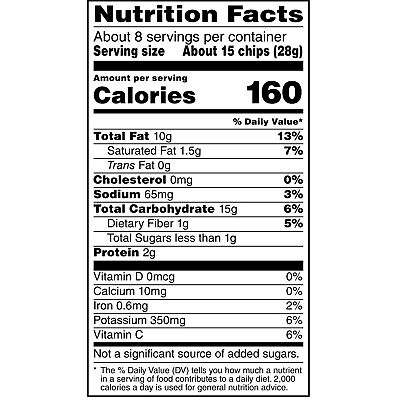 Nutrition Facts
About 8 servings per container
Serving size About 15 chips (28g)
Amount per serving
Calories 160
% Daily Value*
Total Fat 10g 13%
Saturated Fat 1.5g 7%
Trans Fat 0g
Cholesterol 0mg 0%
Sodium 65mg 3%
Total Carbohydrate 15g 6%
Dietary Fiber 1g 5%
Total Sugars less than 1g
Protein 2g
Vitamin D 0mcg 0%
Calcium 10mg 0%
Iron 0.6mg 2%
Potassium 350mg 6%
Vitamin C 6%
Not a significant source of added sugars.
* The % Daily Value (DV) tells you how much a nutrient
in a serving of food contributes to a daily diet. 2,000
calories a day is used for general nutrition advice.